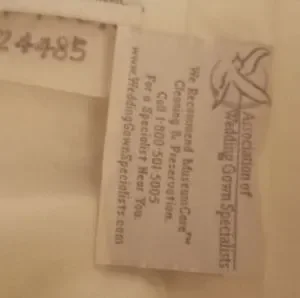 24485
Association of
Wedding Gown Specialists
We Recommend MuseumCare™
Cleaning & Preservation.
Call 1-800-501-5005
For a Specialist Near You.
www.WeddingGownSpecialists.com